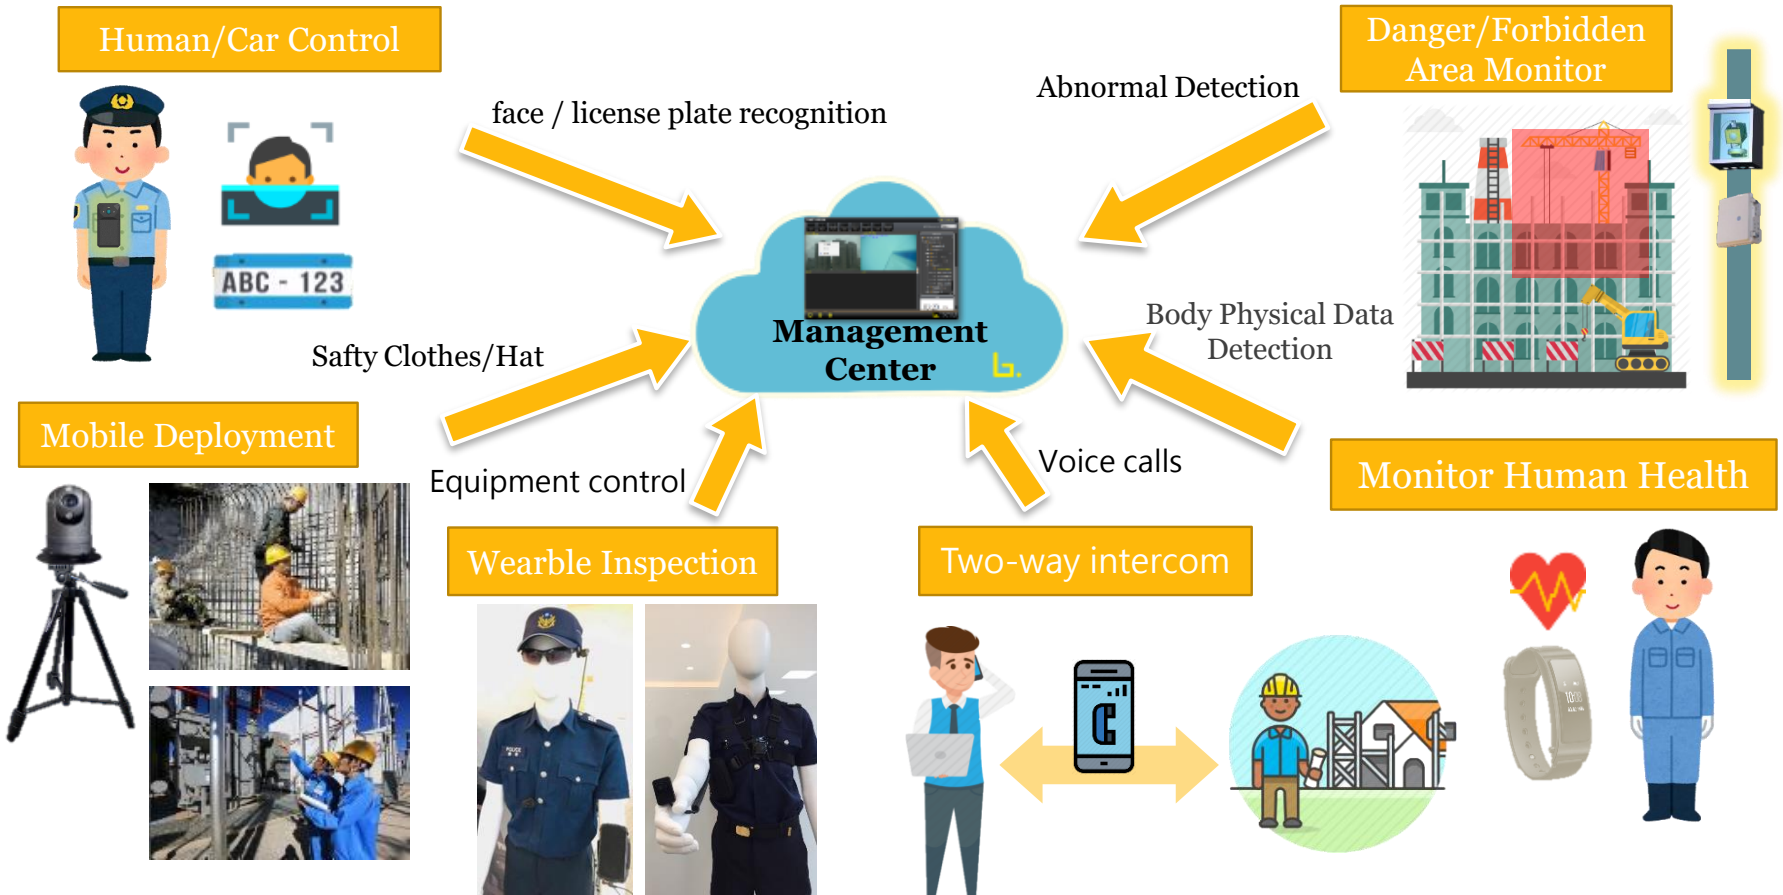 Human/Car Control
Danger/Forbidden
Area Monitor
face / license plate recognition
Abnormal Detection
ABC - 123
Management
Center
b.
Safty Clothes/Hat
Body Physical Data
Detection
Mobile Deployment
Equipment control
Voice calls
Monitor Human Health
Wearble Inspection
Two-way intercom
POLICE